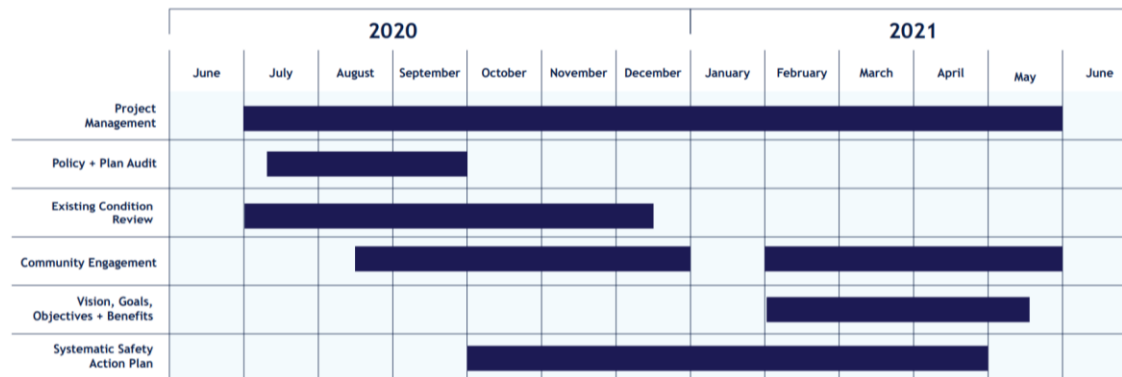 2020 2021
June July August September October November December January February March April May June
Project
Management
Policy + Plan Audit
Existing Condition
Review
Community Engagement
Vision, Goals,
Objectives + Benefits
Systematic Safety
Action Plan